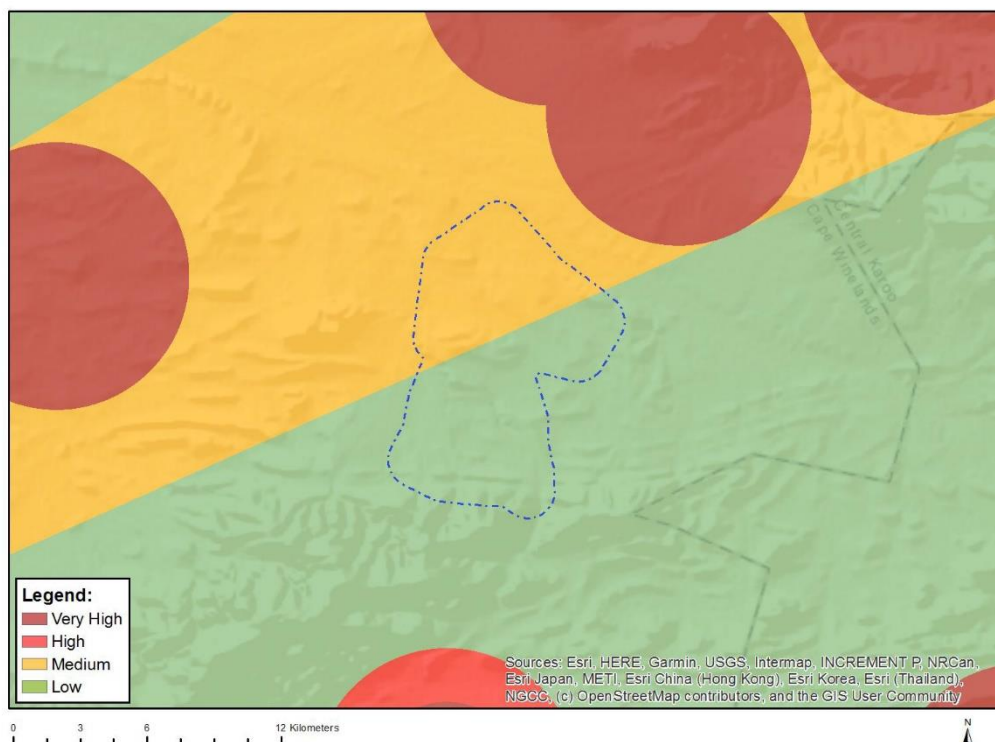 Central Karoo
Cape Winelands
Legend:
Very High
High
Medium
Low
Sources: Esri, HERE, Garmin, USGS, Intermap, INCREMENT P, NRCan,
Esri Japan, METI, Esri China (Hong Kong), Esri Korea, Esri (Thailand),
NGCC, (c) OpenStreetMap contributors, and the GIS User Community
0 3 6 12 Kilometers
N